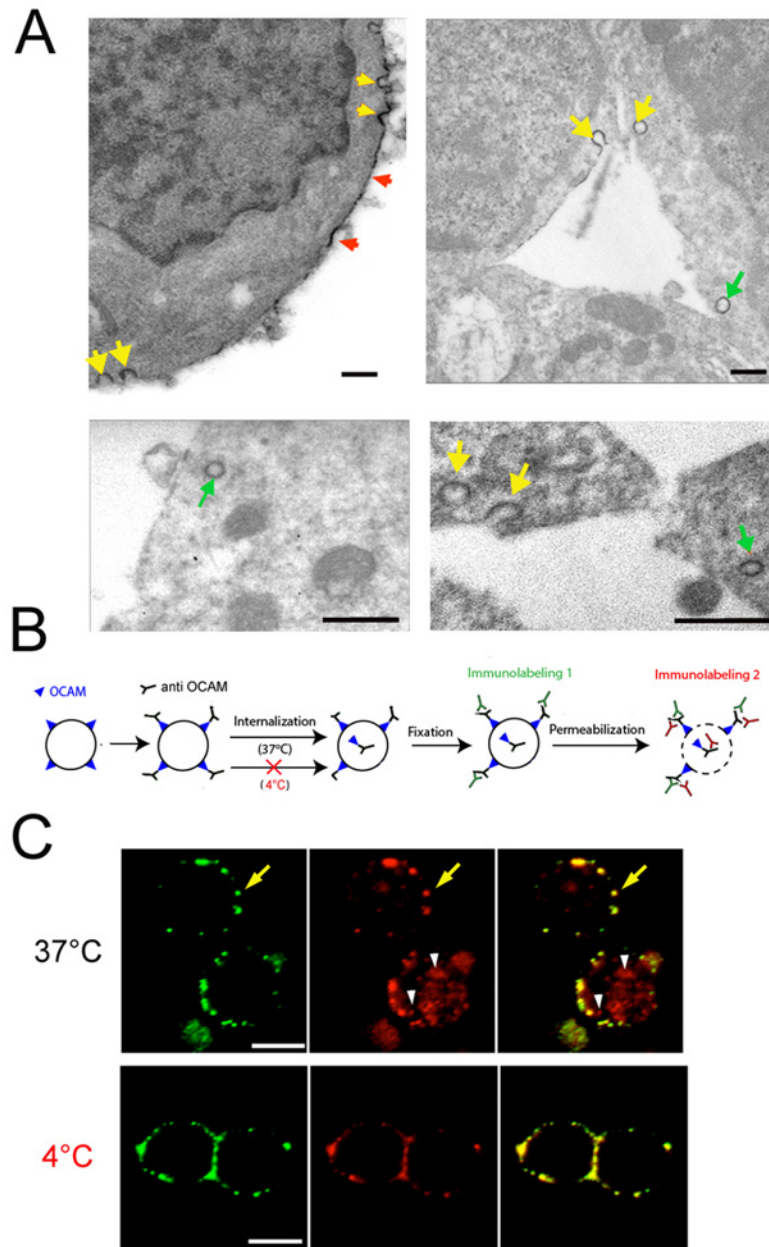 A
B
OCAM
anti OCAM
Internalization
(37°C)
(4°C)
Fixation
Immunolabeling 1
Permeabilization
Immunolabeling 2
C
37°C
4°C